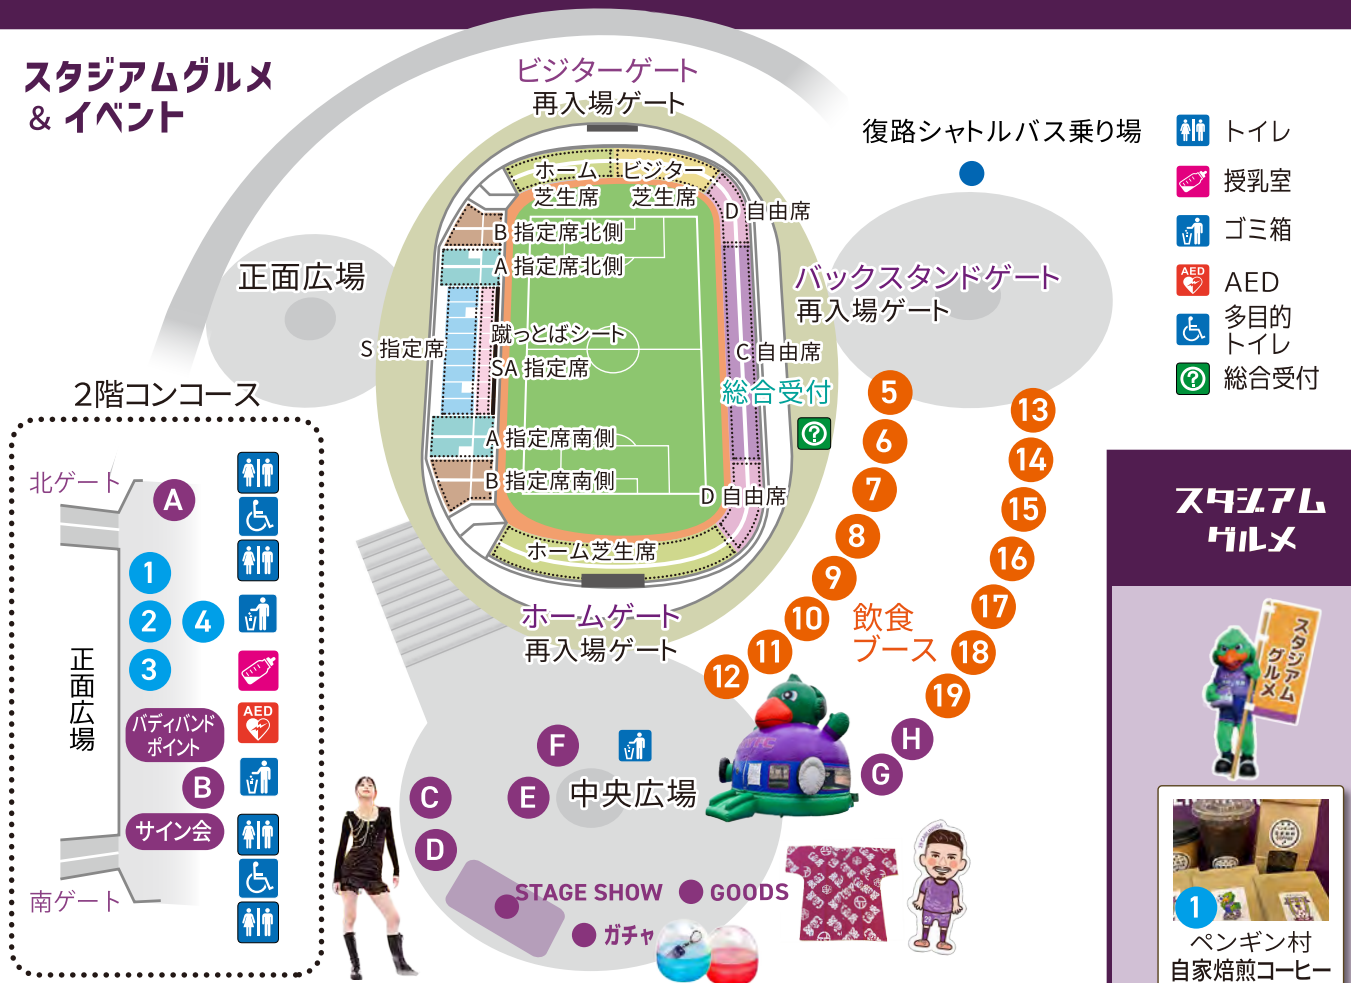 スタジアムグルメ
& イベント
ビジターゲート
再入場ゲート
復路シャトルバス乗り場
トイレ
授乳室
ゴミ箱
AED
AED
多目的
トイレ
総合受付
ホーム
芝生席
ビジター
芝生席
D 自由席
B 指定席北側
A 指定席北側
正面広場
バックスタンドゲート
再入場ゲート
S 指定席
蹴っとばシート
SA 指定席
C 自由席
総合受付
A 指定席南側
B 指定席南側
D 自由席
ホーム芝生席
ホームゲート
再入場ゲート
2階コンコース
北ゲート
A
1
2
4
3
正面広場
バディバンド
ポイント
AED
B
サイン会
南ゲート
5
6
7
8
9
10
11
12
飲食
ブース
13
14
15
16
17
18
19
H
G
F
E
中央広場
C
D
STAGE SHOW
GOODS
ガチャ
スタジアム
グルメ
スタジアム
グルメ
1
ペンギン村
自家焙煎コーヒー